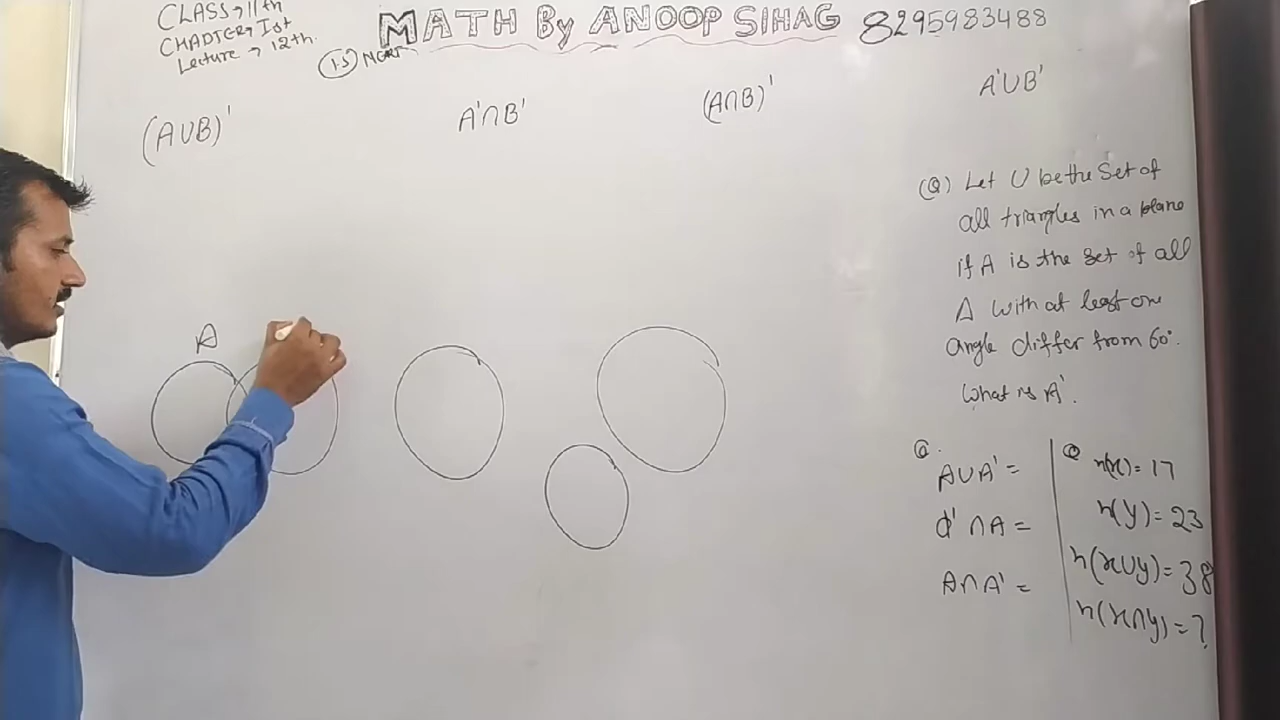 CLASS→11th
CHAPTER→Ist
Lecture → 12th.
MATH By ANOOP SIHAG 8295983488
1.5 NCERT
(A∪B)'
A'∩B'
(A∩B)'
A'∪B'
(Q) Let U be the Set of
all triangles in a plane
if A is the set of all
Δ with at least one
angle differ from 60°.
What is A'.
Q.
A∪A' =
φ' ∩A =
A∩A' =
Q n(x) = 17
n(y) = 23
n(x∪y) = 38
n(x∩y) = ?
A